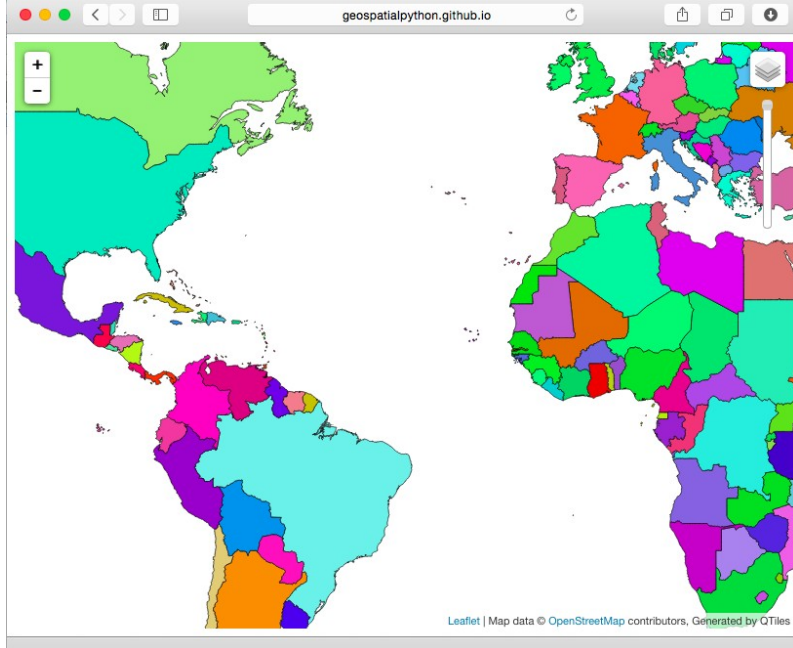 geospatialpython.github.io
+
−
Leaflet | Map data © OpenStreetMap contributors, Generated by QTiles